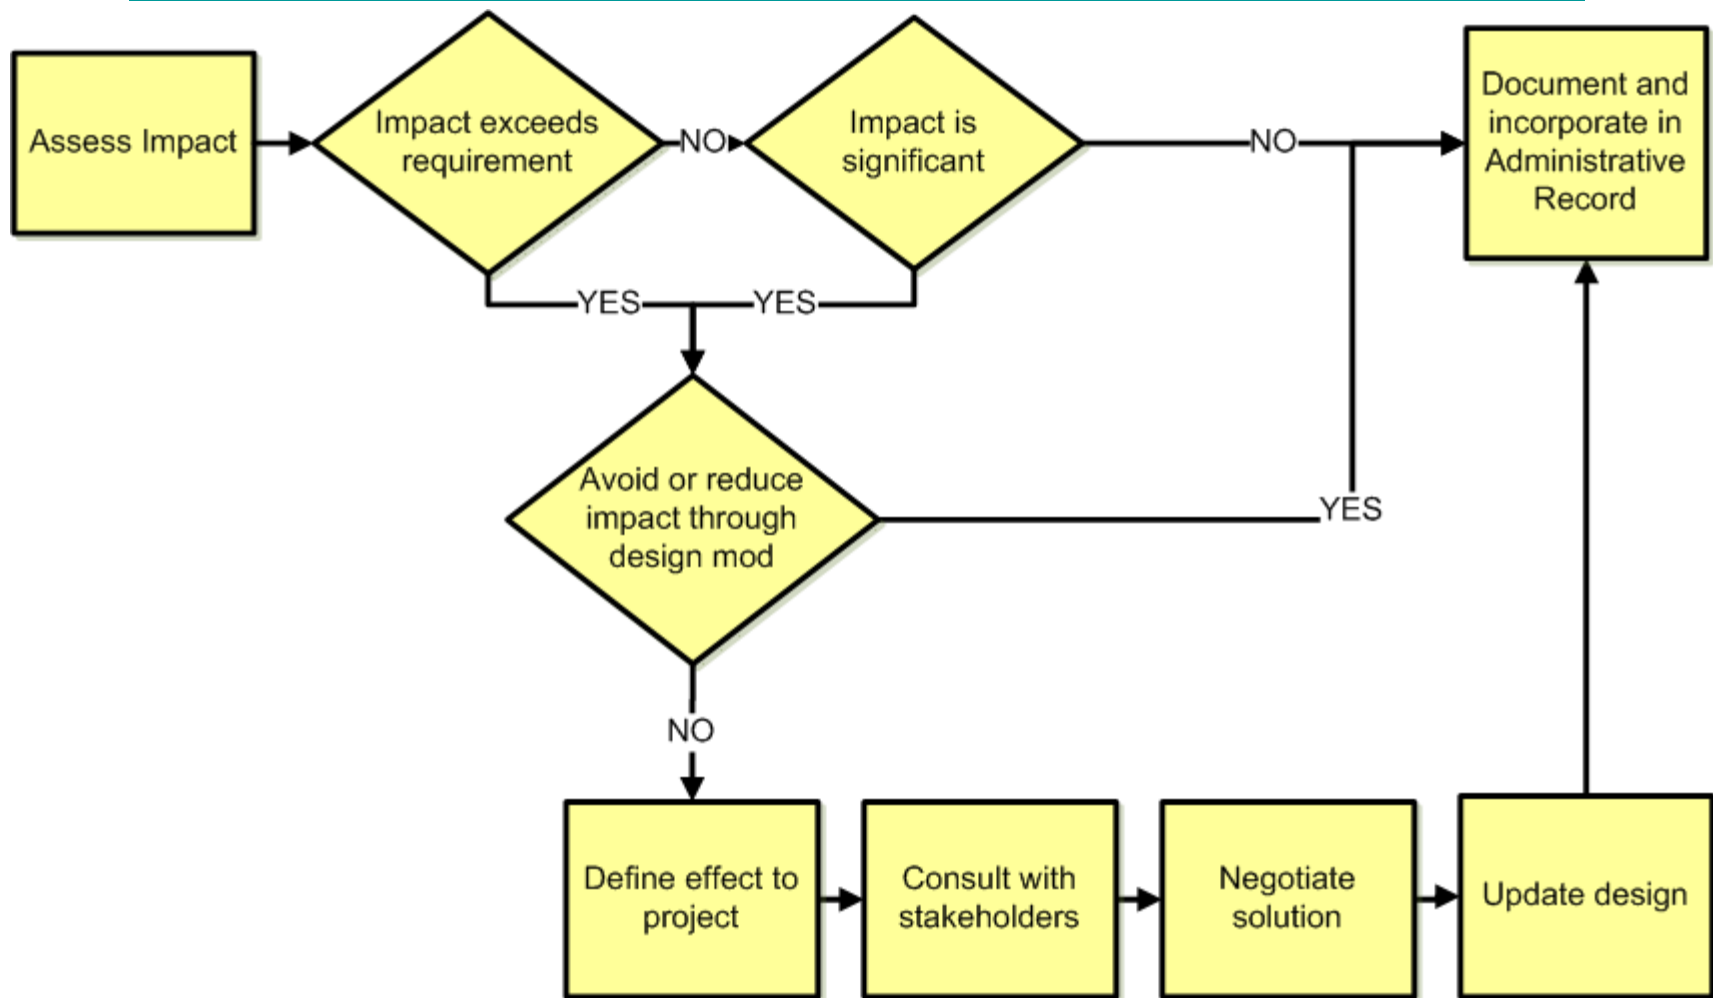 Assess Impact
Impact exceeds
requirement
NO
Impact is
significant
NO
Document and
incorporate in
Administrative
Record
YES
YES
Avoid or reduce
impact through
design mod
YES
NO
Define effect to
project
Consult with
stakeholders
Negotiate
solution
Update design